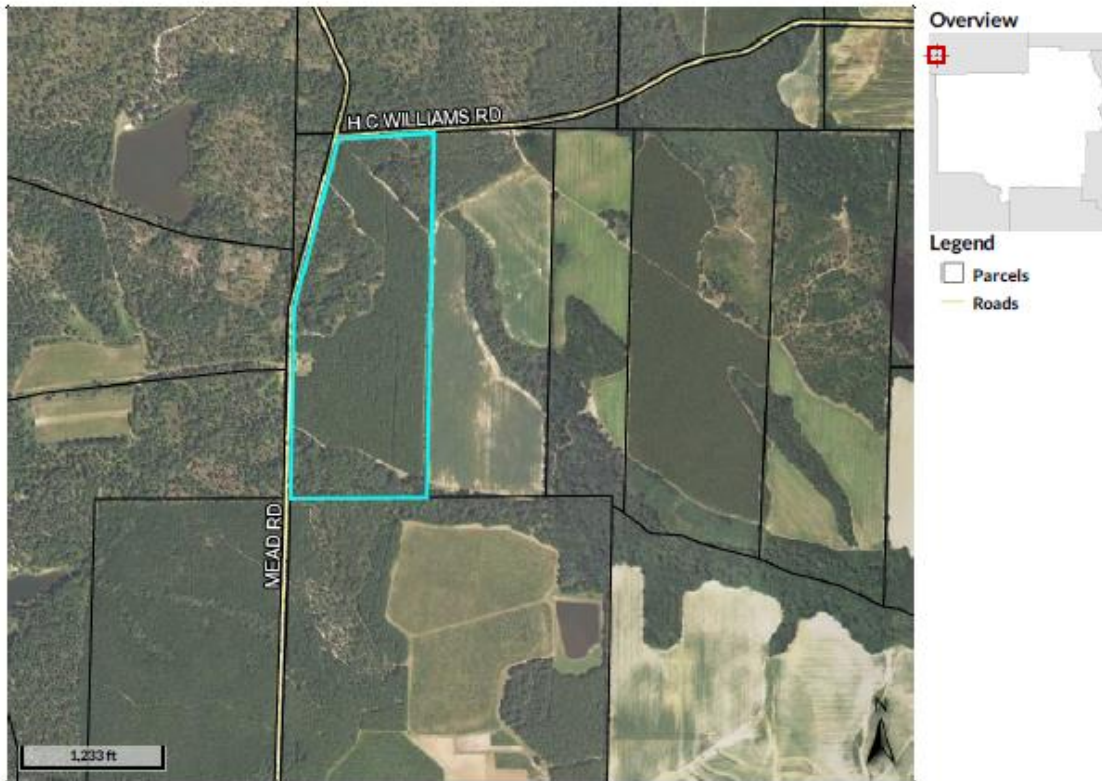 Overview
H C WILLIAMS RD
Legend
Parcels
Roads
MEAD RD
N
1,233 ft